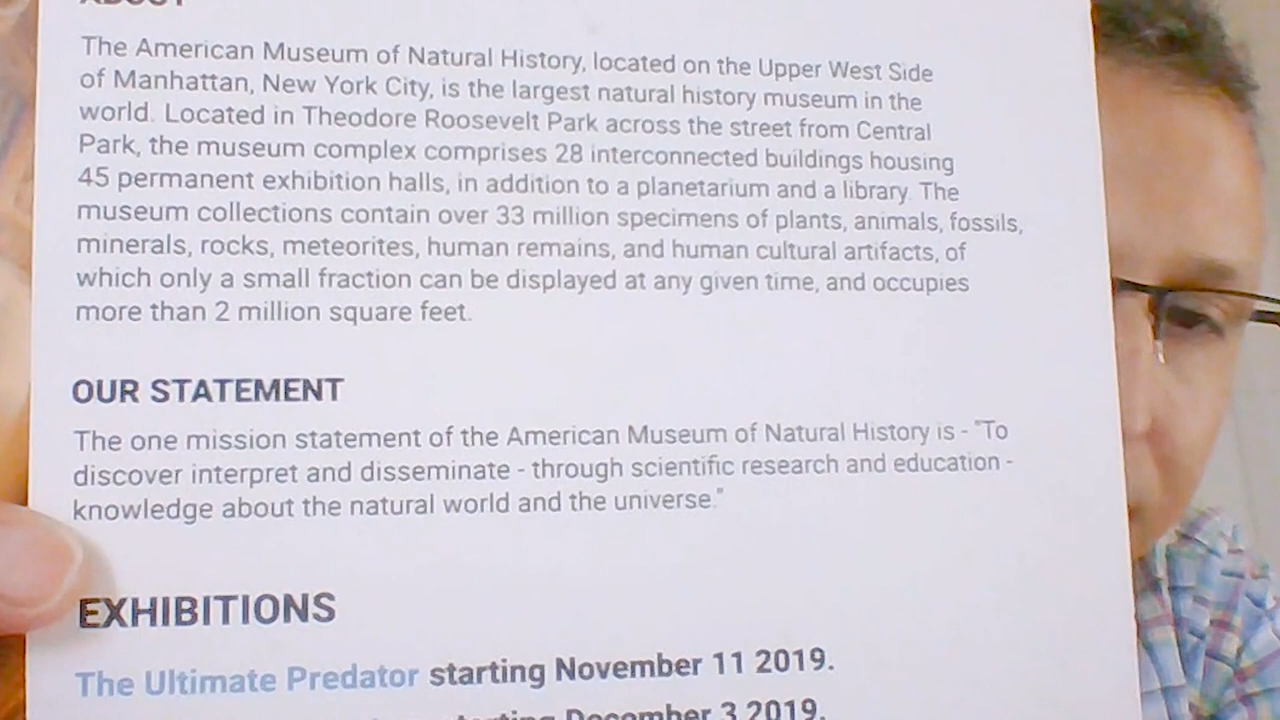 ABOUT
The American Museum of Natural History, located on the Upper West Side
of Manhattan, New York City, is the largest natural history museum in the
world. Located in Theodore Roosevelt Park across the street from Central
Park, the museum complex comprises 28 interconnected buildings housing
45 permanent exhibition halls, in addition to a planetarium and a library. The
museum collections contain over 33 million specimens of plants, animals, fossils,
minerals, rocks, meteorites, human remains, and human cultural artifacts, of
which only a small fraction can be displayed at any given time, and occupies
more than 2 million square feet.
OUR STATEMENT
The one mission statement of the American Museum of Natural History is - "To
discover interpret and disseminate - through scientific research and education -
knowledge about the natural world and the universe."
EXHIBITIONS
The Ultimate Predator starting November 11 2019.
starting December 3 2019.